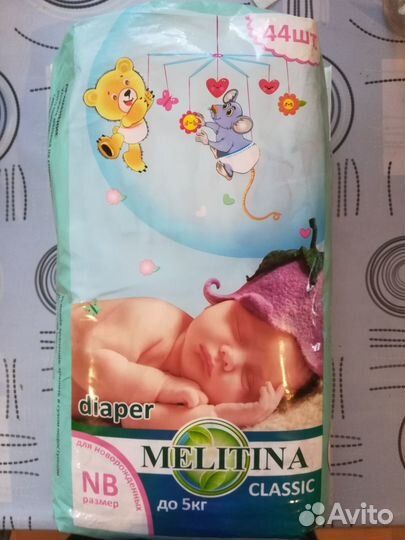 44шт.
diaper
для новорожденных
NB
размер
MELITINA
CLASSIC
до 5кг
Avito